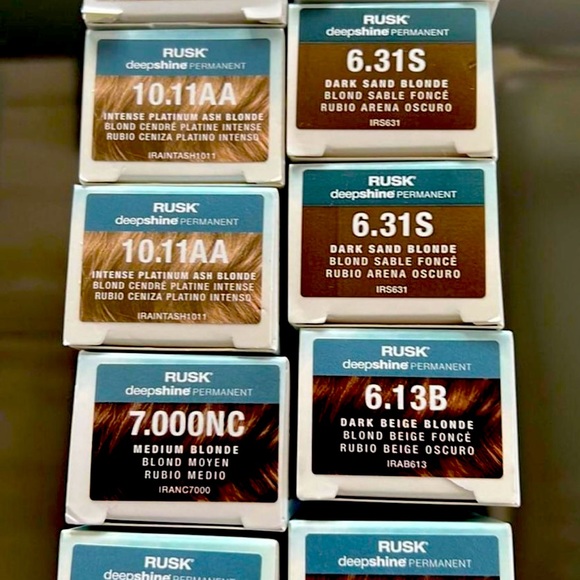 RUSK
deepshine PERMANENT
10.11AA
INTENSE PLATINUM ASH BLONDE
BLOND CENDRÉ PLATINE INTENSE
RUBIO CENIZA PLATINO INTENSO
IRAINTASH1011
RUSK
deepshine PERMANENT
6.31S
DARK SAND BLONDE
BLOND SABLE FONCÉ
RUBIO ARENA OSCURO
IRS631
RUSK
deepshine PERMANENT
10.11AA
INTENSE PLATINUM ASH BLONDE
BLOND CENDRÉ PLATINE INTENSE
RUBIO CENIZA PLATINO INTENSO
IRAINTASH1011
RUSK
deepshine PERMANENT
6.31S
DARK SAND BLONDE
BLOND SABLE FONCÉ
RUBIO ARENA OSCURO
IRS631
RUSK
deepshine PERMANENT
7.000NC
MEDIUM BLONDE
BLOND MOYEN
RUBIO MEDIO
IRANC7000
RUSK
deepshine PERMANENT
6.13B
DARK BEIGE BLONDE
BLOND BEIGE FONCÉ
RUBIO BEIGE OSCURO
IRAB613
RUSK
deepshine PERMANENT
RUSK
deepshine PERMANENT